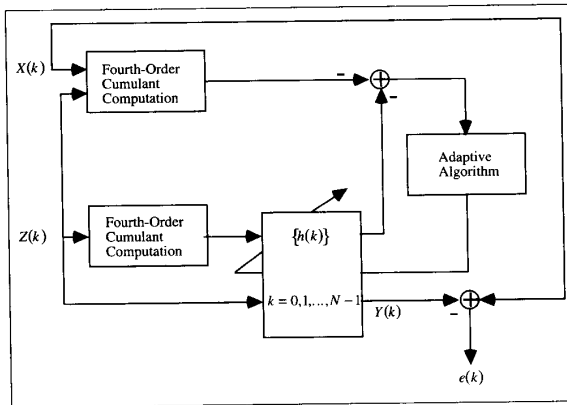 X(k)
Fourth-Order
Cumulant
Computation
–
+
–
Adaptive
Algorithm
Z(k)
Fourth-Order
Cumulant
Computation
{h(k)}
k = 0,1,...,N – 1
Y(k)
+
–
e(k)